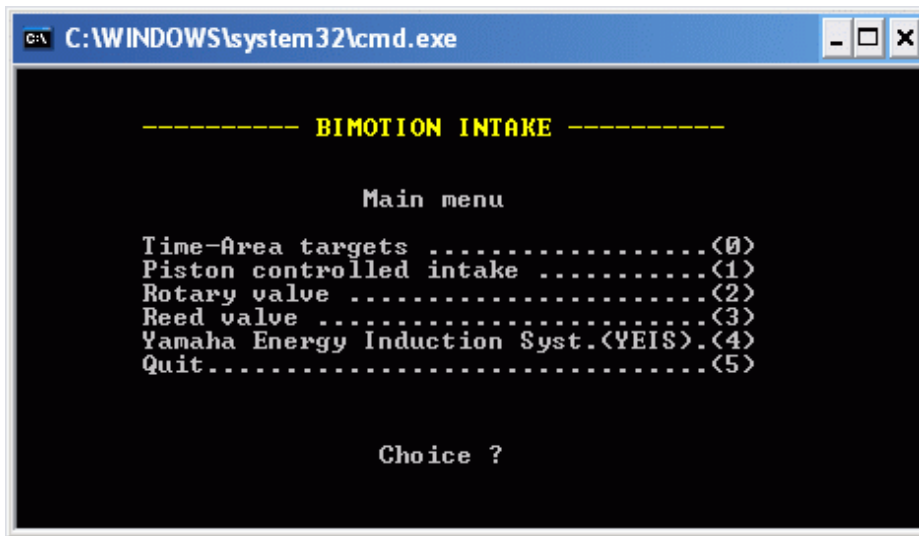 C:\WINDOWS\system32\cmd.exe
---------- BIMOTION INTAKE ----------
Main menu
Time-Area targets ..................(0)
Piston controlled intake ...........(1)
Rotary valve .......................(2)
Reed valve .........................(3)
Yamaha Energy Induction Syst.(YEIS).(4)
Quit................................(5)
Choice ?